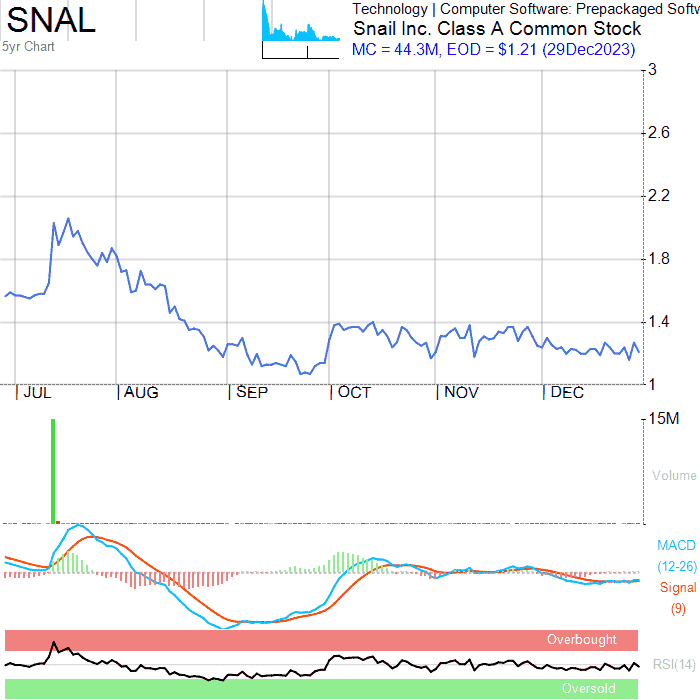 SNAL
5yr Chart
Technology | Computer Software: Prepackaged Softw
Snail Inc. Class A Common Stock
MC = 44.3M, EOD = $1.21 (29Dec2023)
3
2.6
2.2
1.8
1.4
1
JUL AUG SEP OCT NOV DEC
15M
Volume
MACD
(12-26)
Signal
(9)
Overbought
RSI(14)
Oversold